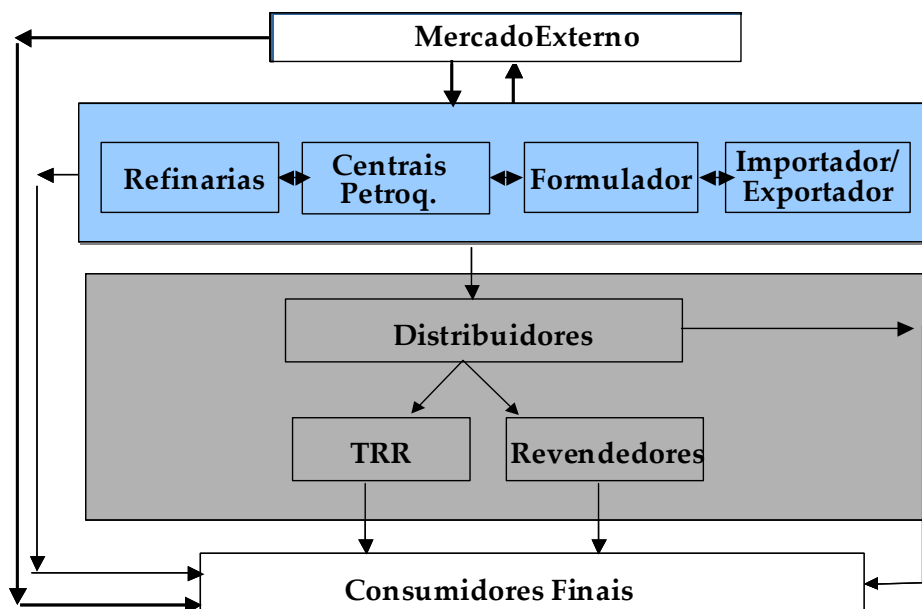 MercadoExterno
Refinarias
Centrais
Petroq.
Formulador
Importador/
Exportador
Distribuidores
TRR
Revendedores
Consumidores Finais